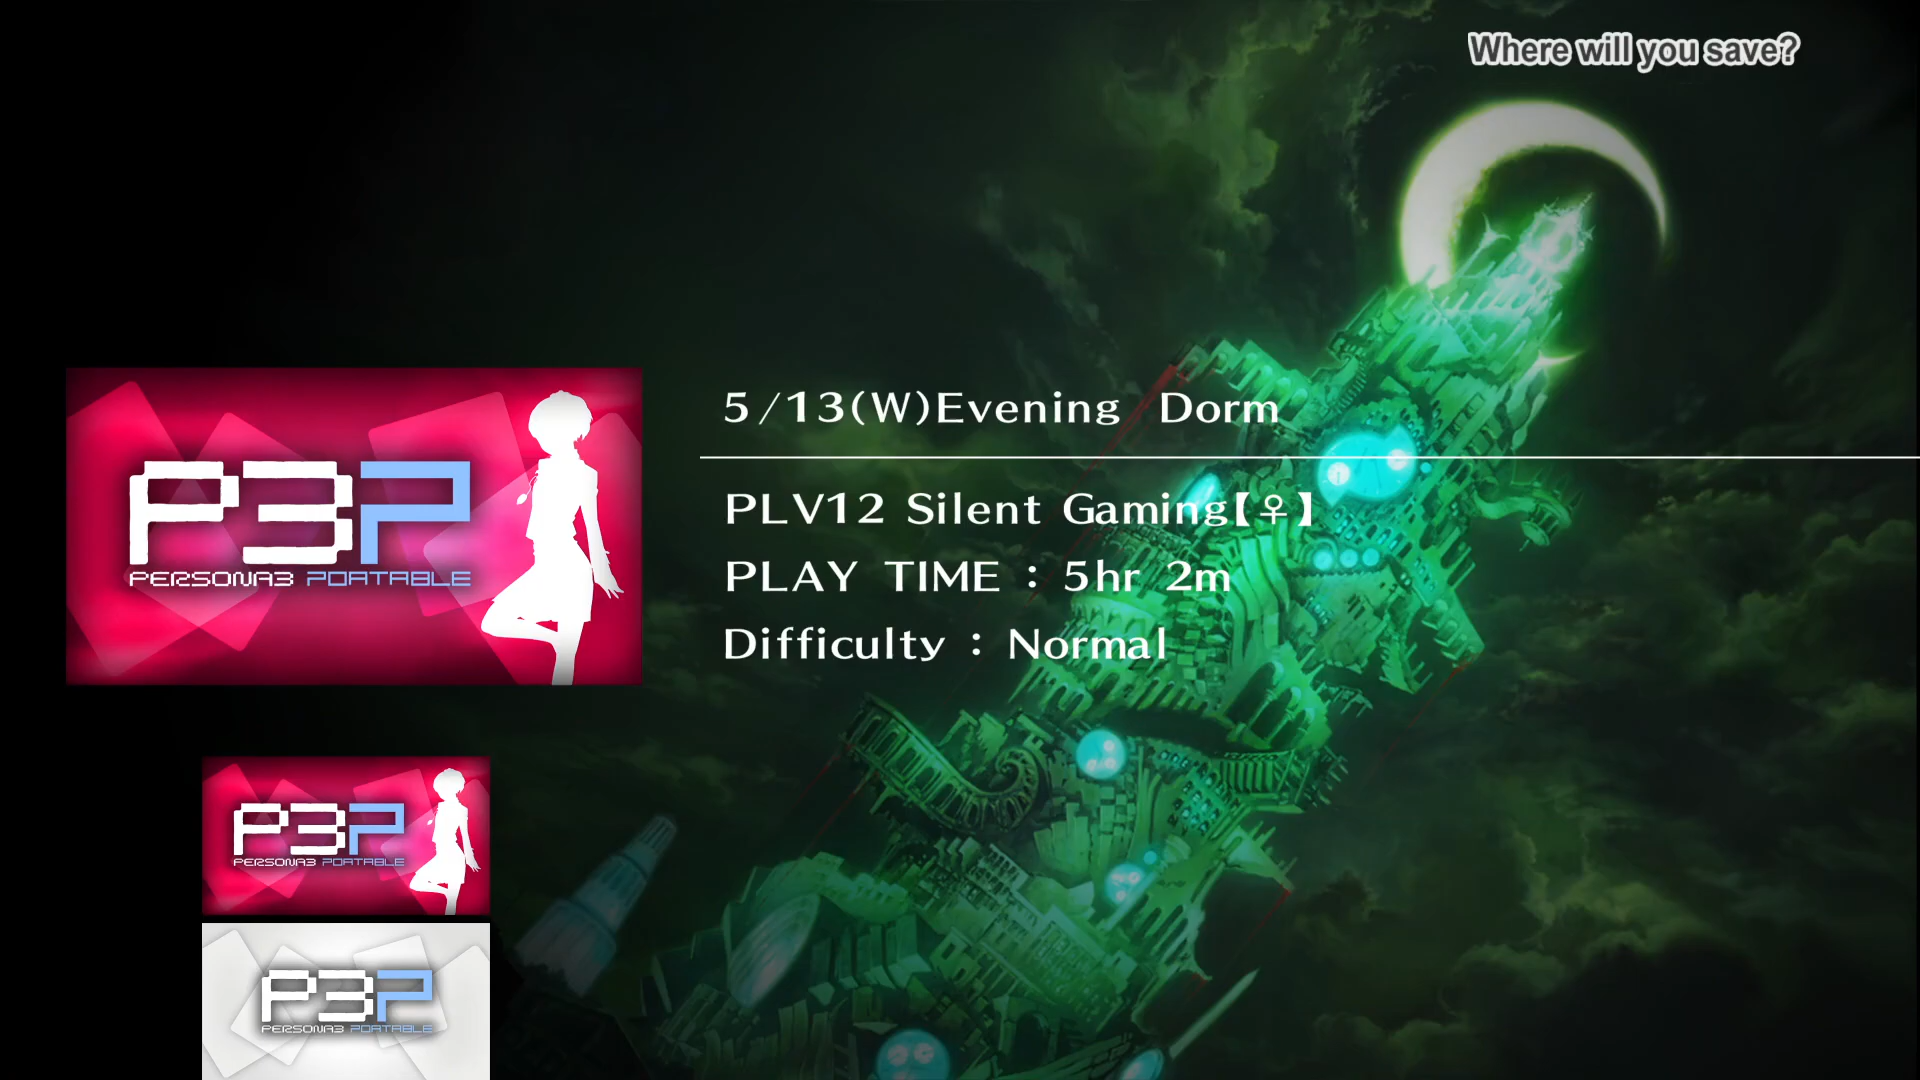 Where will you save?
5/13(W)Evening Dorm
PLV12 Silent Gaming【♀】
PLAY TIME : 5hr 2m
Difficulty : Normal
P3P
PERSONA3 PORTABLE
P3P
PERSONA3 PORTABLE
P3P
PERSONA3 PORTABLE